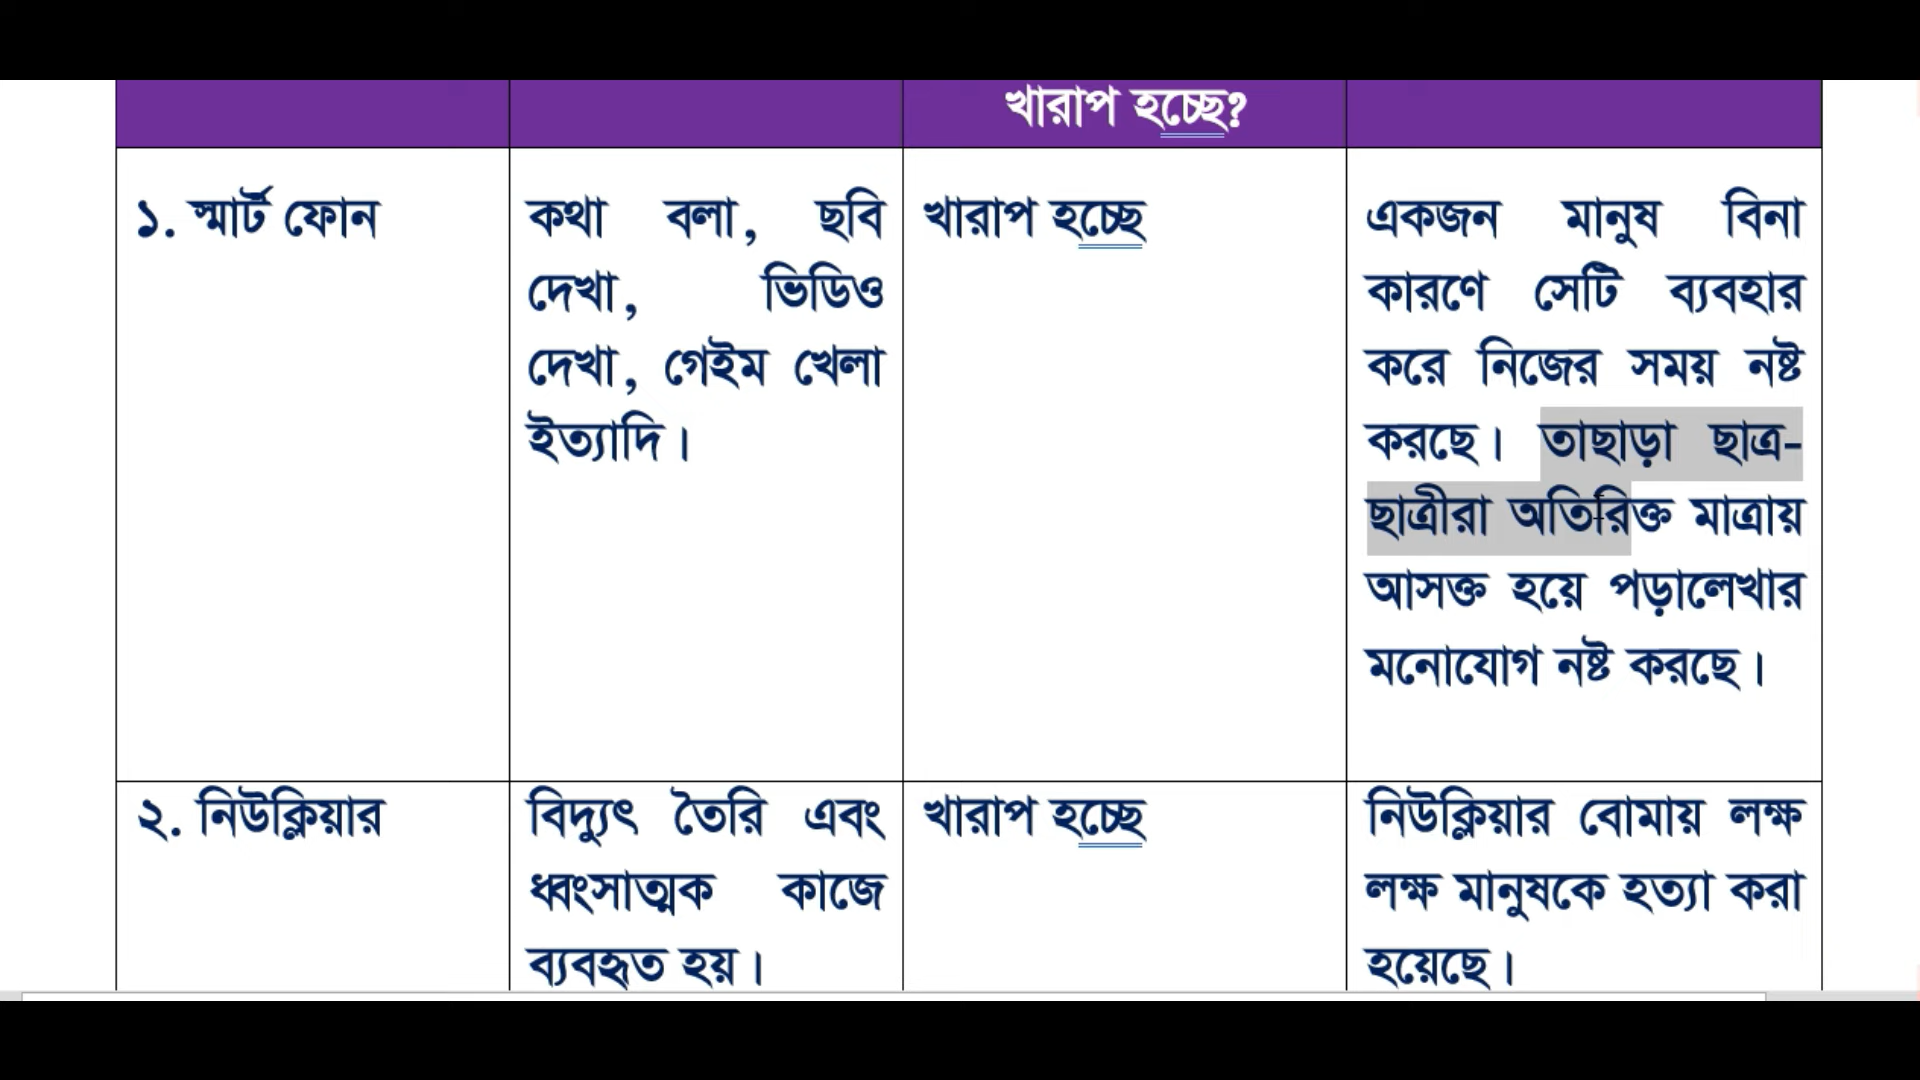 খারাপ হচ্ছে?
১. স্মার্ট ফোন
কথা বলা, ছবি
দেখা, ভিডিও
দেখা, গেইম খেলা
ইত্যাদি।
খারাপ হচ্ছে
একজন মানুষ বিনা
কারণে সেটি ব্যবহার
করে নিজের সময় নষ্ট
করছে। তাছাড়া ছাত্র-
ছাত্রীরা অতিরিক্ত মাত্রায়
আসক্ত হয়ে পড়ালেখার
মনোযোগ নষ্ট করছে।
২. নিউক্লিয়ার
বিদ্যুৎ তৈরি এবং
ধ্বংসাত্মক কাজে
ব্যবহৃত হয়।
খারাপ হচ্ছে
নিউক্লিয়ার বোমায় লক্ষ
লক্ষ মানুষকে হত্যা করা
হয়েছে।